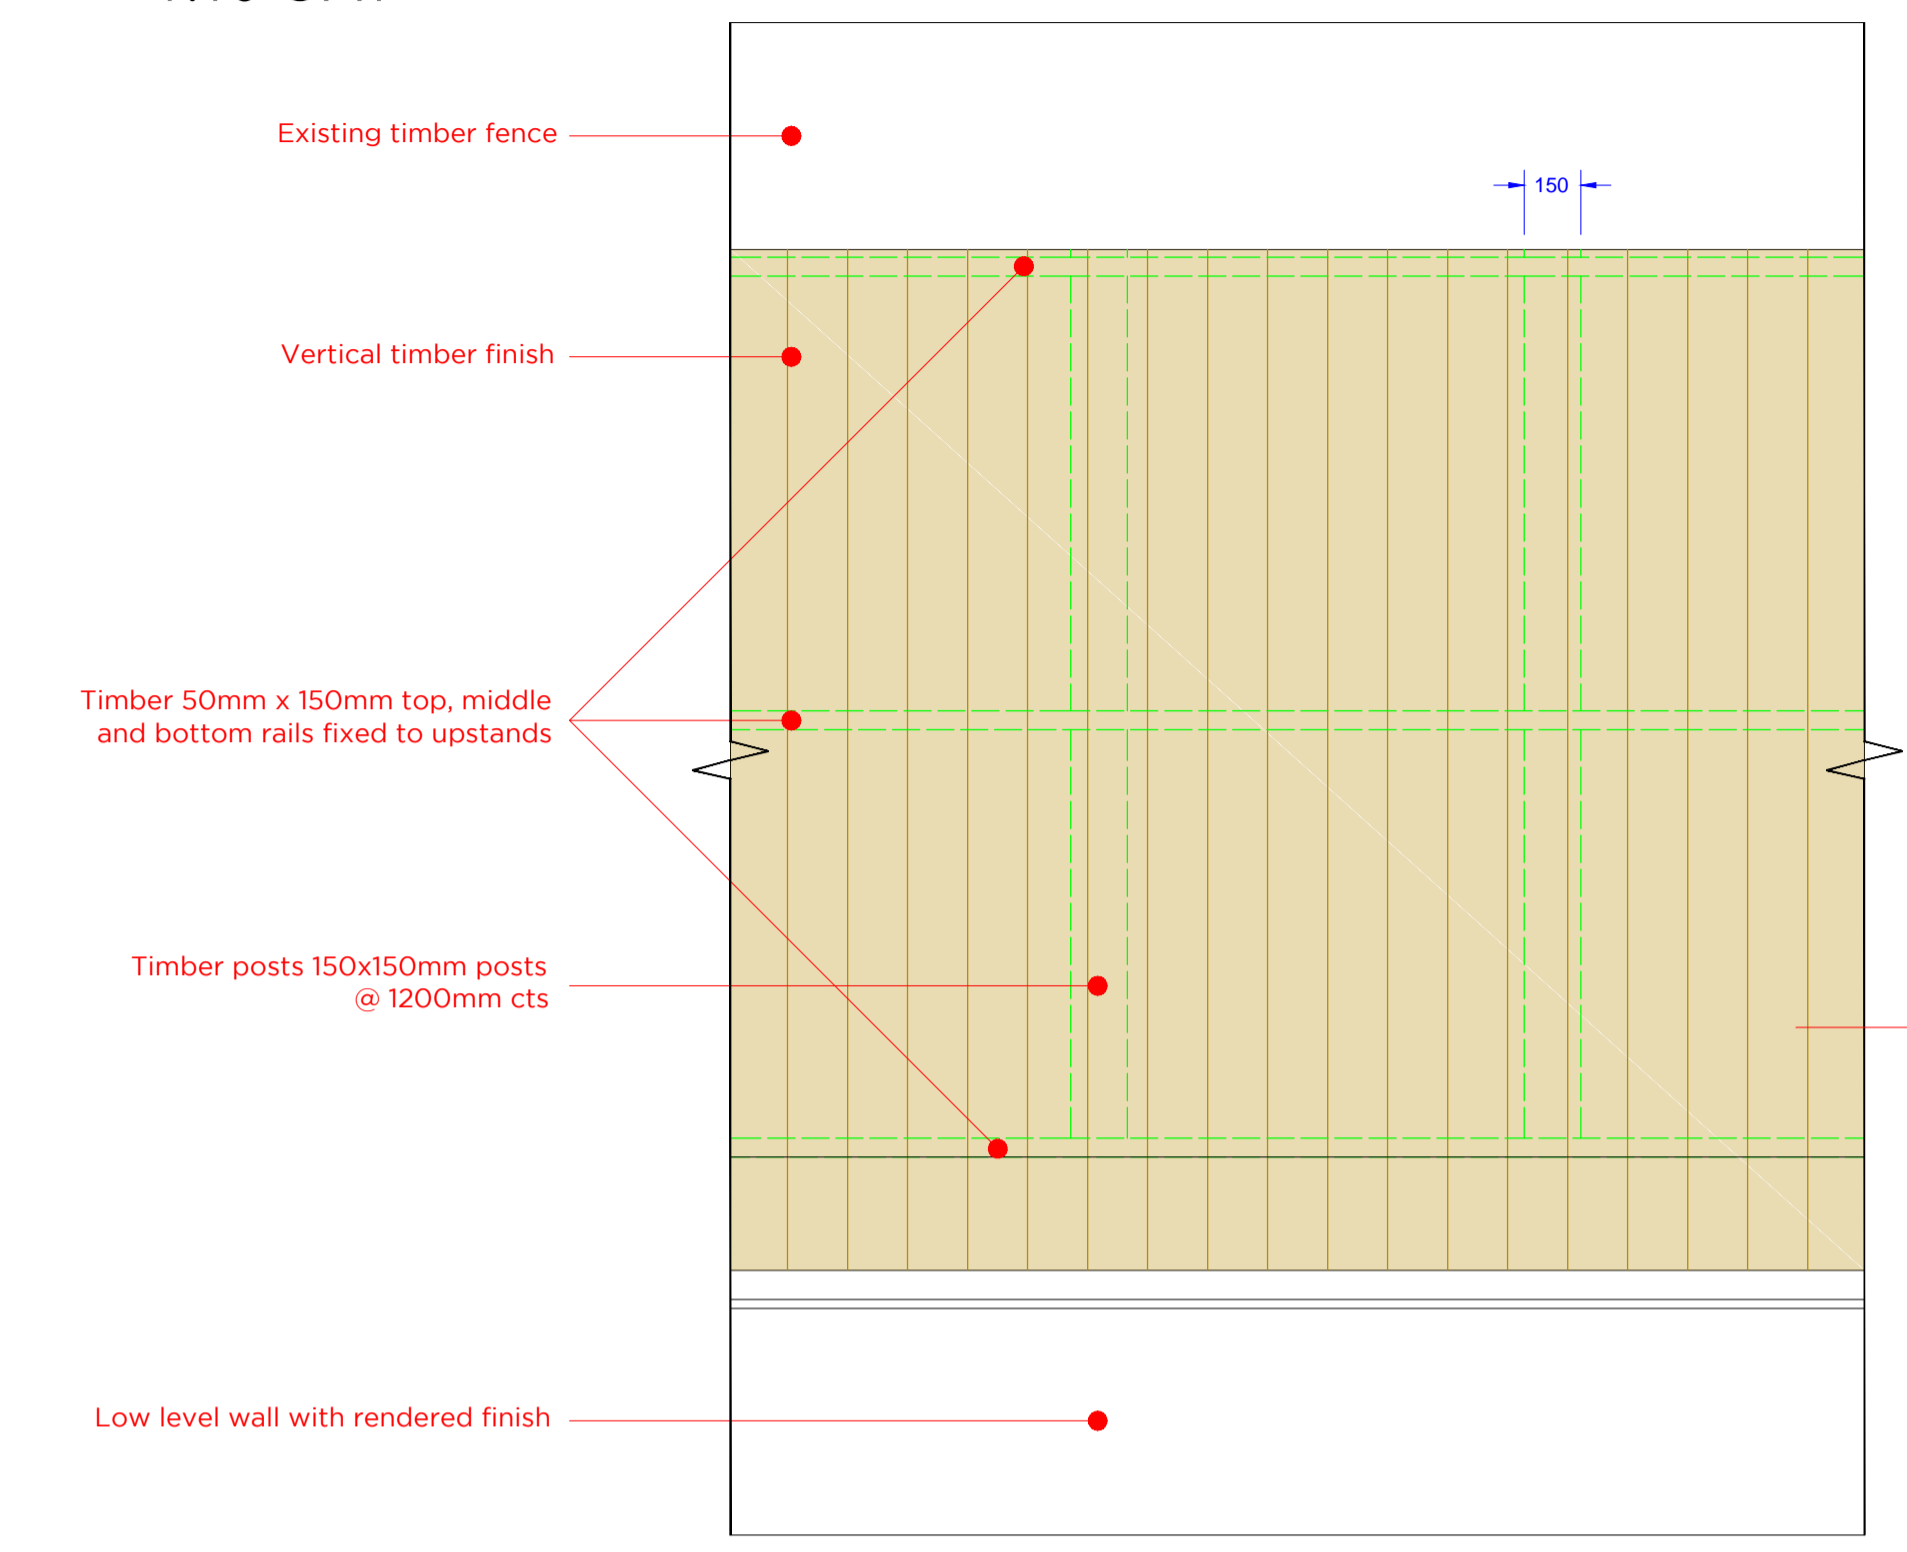 Existing timber fence
150
Vertical timber finish
Timber 50mm x 150mm top, middle
and bottom rails fixed to upstands
Timber posts 150x150mm posts
@ 1200mm cts
Low level wall with rendered finish